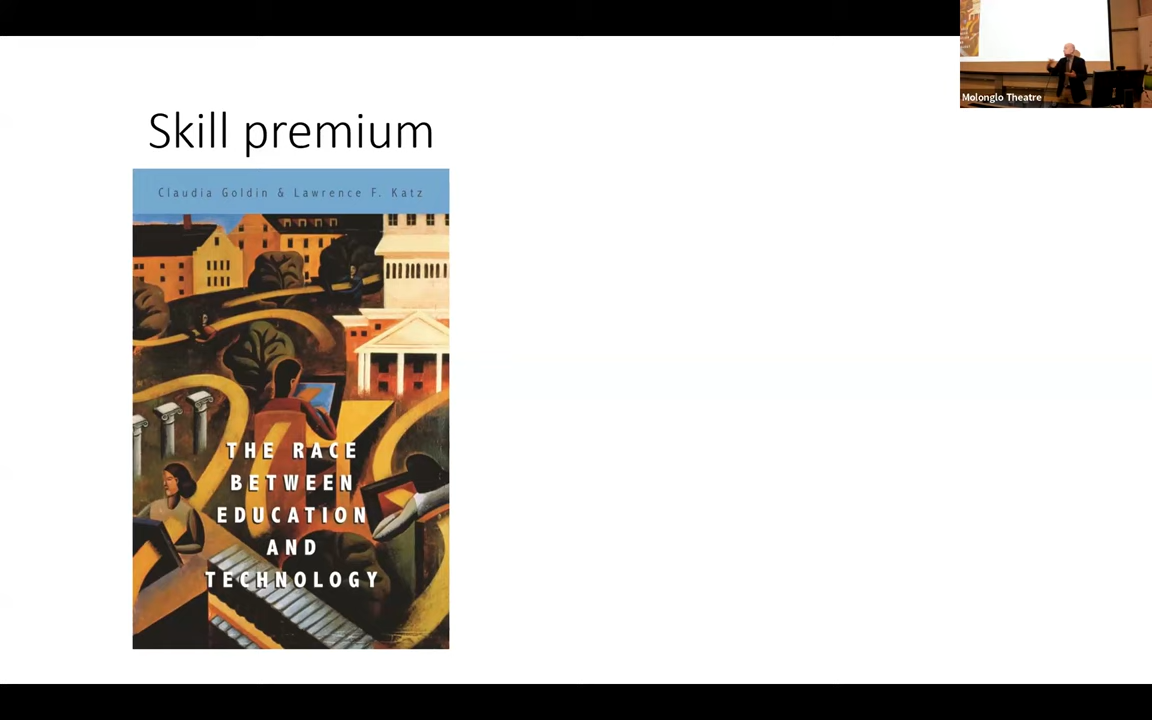 Skill premium
Claudia Goldin & Lawrence F. Katz
THE RACE
BETWEEN
EDUCATION
AND
TECHNOLOGY
Molonglo Theatre